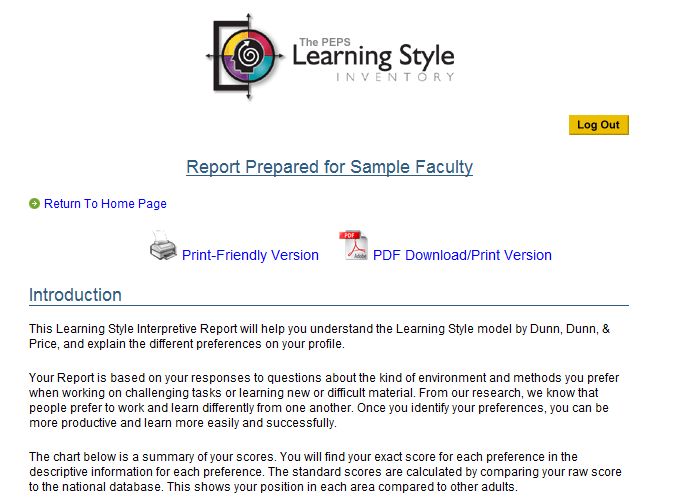 The PEPS
Learning Style
INVENTORY
Log Out
Report Prepared for Sample Faculty
Return To Home Page
Print-Friendly Version
PDF
Adobe
PDF Download/Print Version
Introduction
This Learning Style Interpretive Report will help you understand the Learning Style model by Dunn, Dunn, &
Price, and explain the different preferences on your profile.
Your Report is based on your responses to questions about the kind of environment and methods you prefer
when working on challenging tasks or learning new or difficult material. From our research, we know that
people prefer to work and learn differently from one another. Once you identify your preferences, you can be
more productive and learn more easily and successfully.
The chart below is a summary of your scores. You will find your exact score for each preference in the
descriptive information for each preference. The standard scores are calculated by comparing your raw score
to the national database. This shows your position in each area compared to other adults.